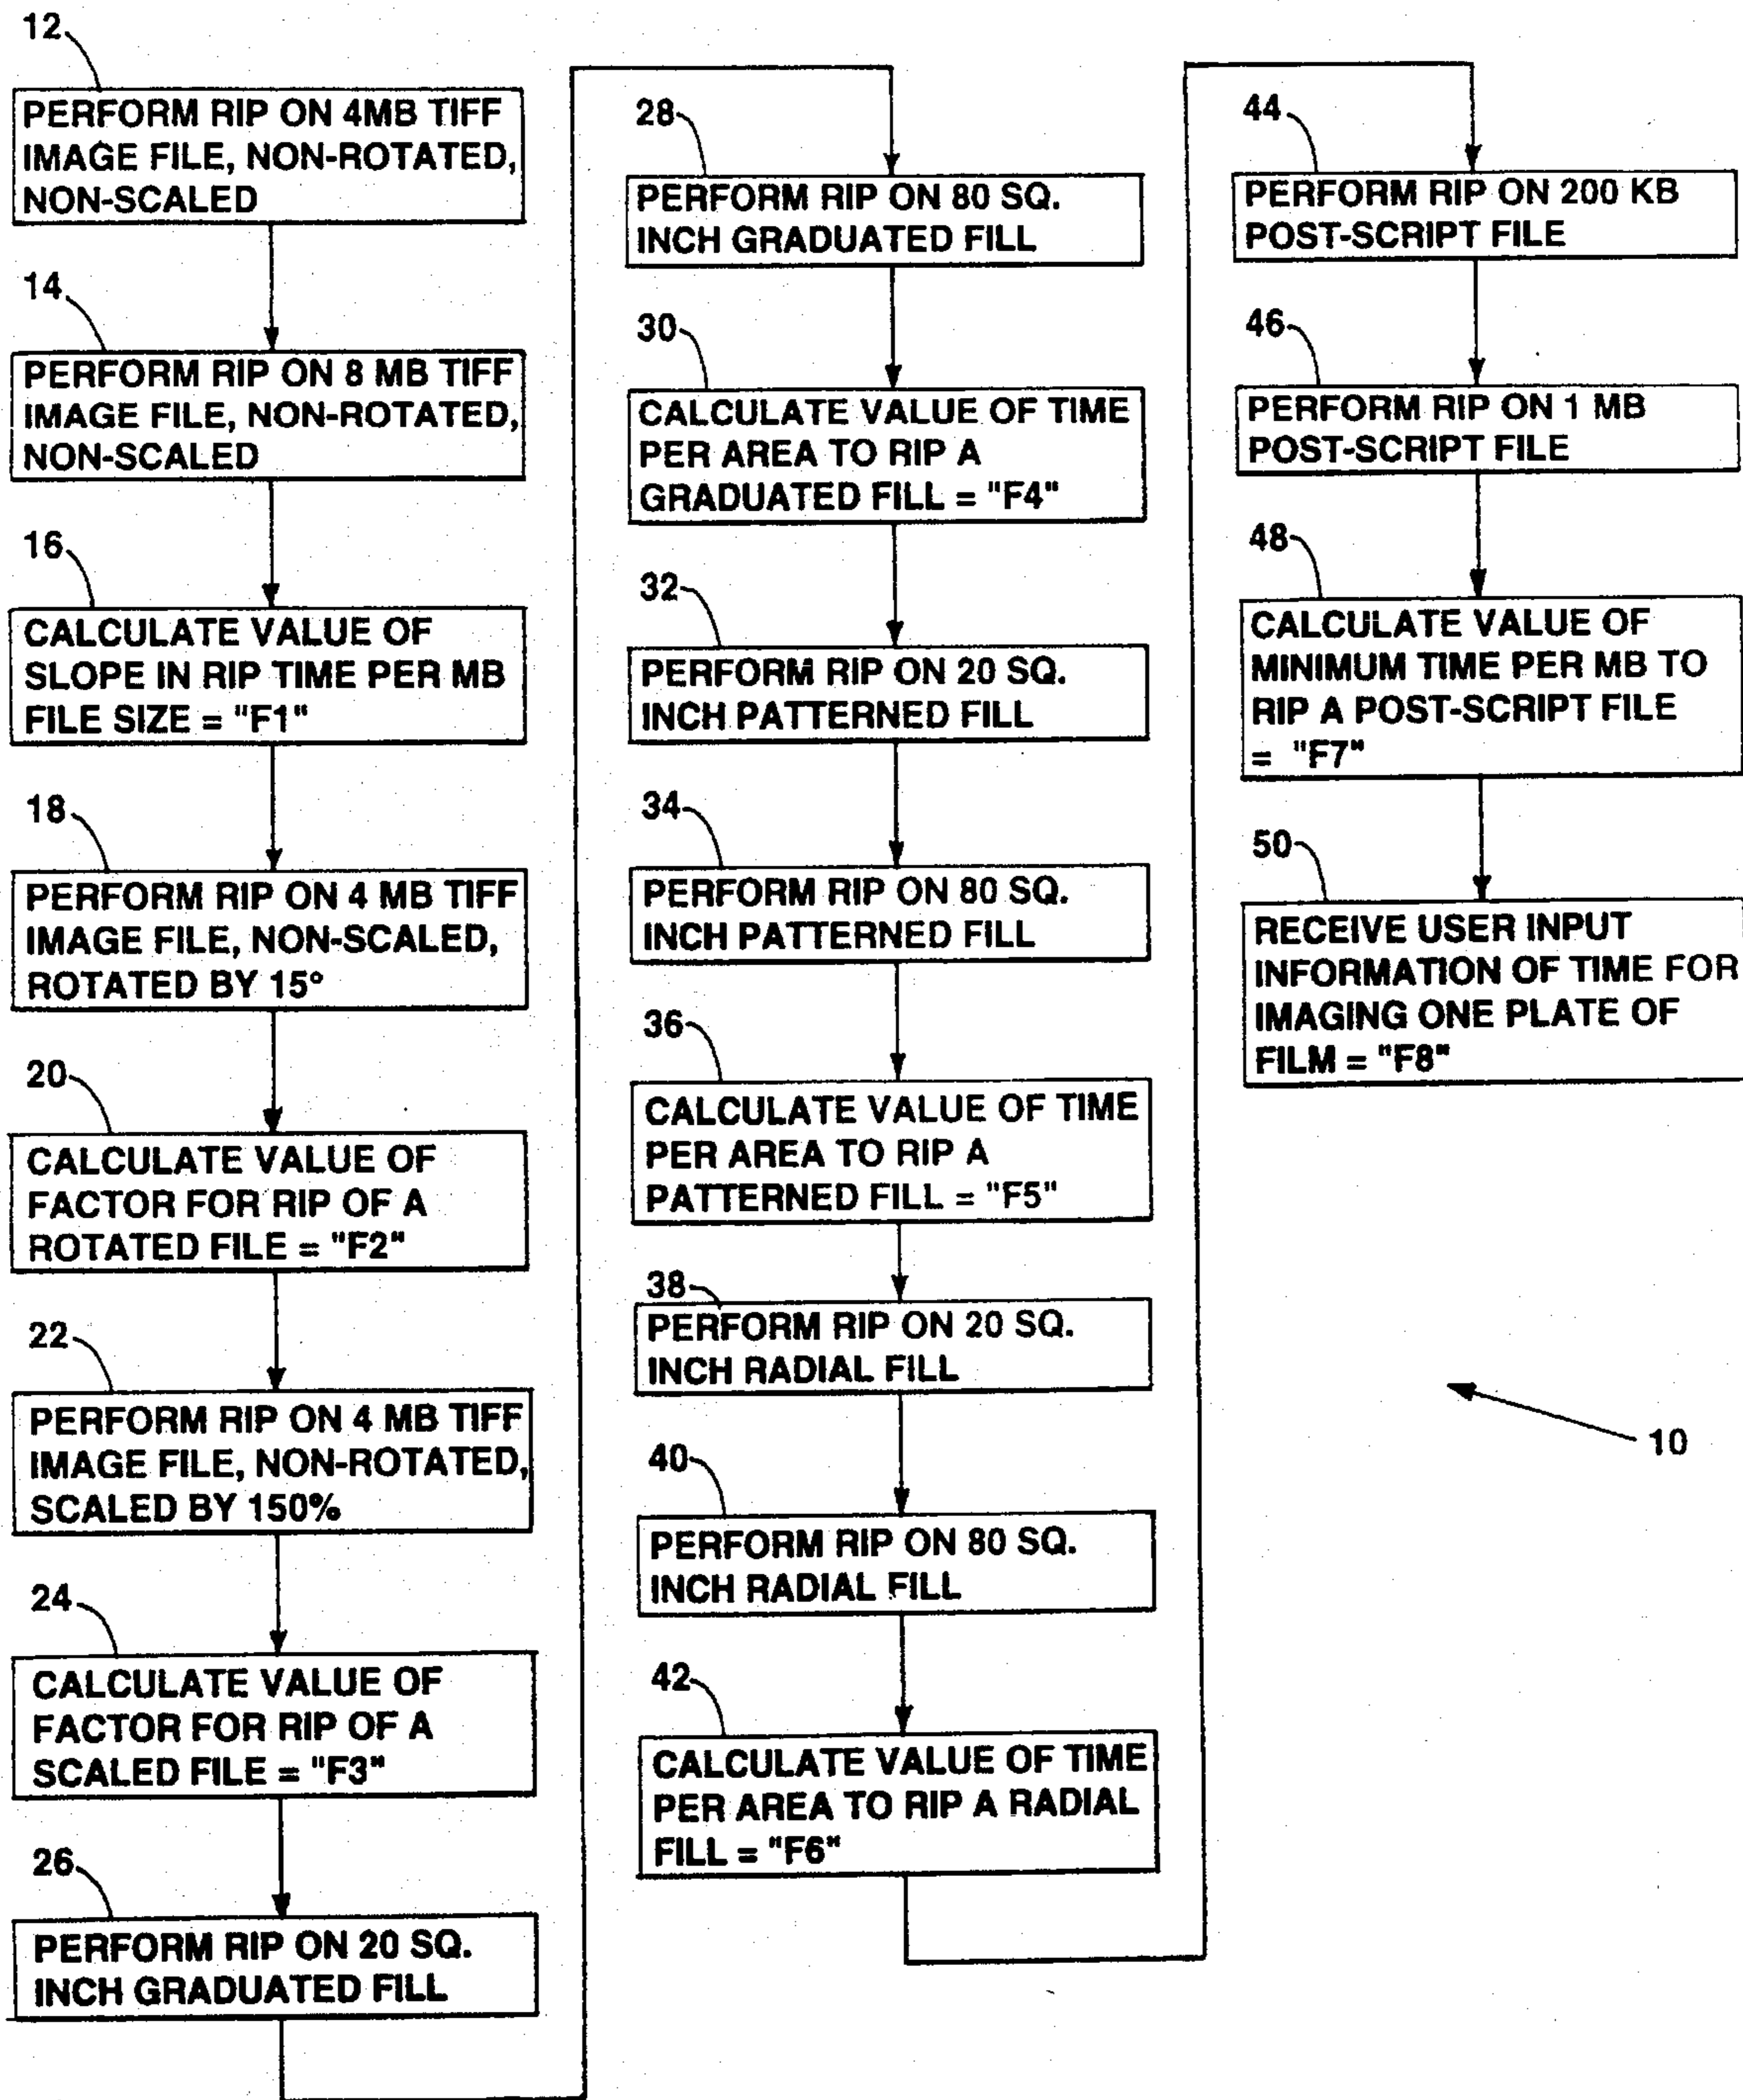 12
PERFORM RIP ON 4MB TIFF
IMAGE FILE, NON-ROTATED,
NON-SCALED
14
PERFORM RIP ON 8 MB TIFF
IMAGE FILE, NON-ROTATED,
NON-SCALED
16
CALCULATE VALUE OF
SLOPE IN RIP TIME PER MB
FILE SIZE = "F1"
18
PERFORM RIP ON 4 MB TIFF
IMAGE FILE, NON-SCALED,
ROTATED BY 15°
20
CALCULATE VALUE OF
FACTOR FOR RIP OF A
ROTATED FILE = "F2"
22
PERFORM RIP ON 4 MB TIFF
IMAGE FILE, NON-ROTATED,
SCALED BY 150%
24
CALCULATE VALUE OF
FACTOR FOR RIP OF A
SCALED FILE = "F3"
26
PERFORM RIP ON 20 SQ.
INCH GRADUATED FILL
28
PERFORM RIP ON 80 SQ.
INCH GRADUATED FILL
30
CALCULATE VALUE OF TIME
PER AREA TO RIP A
GRADUATED FILL = "F4"
32
PERFORM RIP ON 20 SQ.
INCH PATTERNED FILL
34
PERFORM RIP ON 80 SQ.
INCH PATTERNED FILL
36
CALCULATE VALUE OF TIME
PER AREA TO RIP A
PATTERNED FILL = "F5"
38
PERFORM RIP ON 20 SQ.
INCH RADIAL FILL
40
PERFORM RIP ON 80 SQ.
INCH RADIAL FILL
42
CALCULATE VALUE OF TIME
PER AREA TO RIP A RADIAL
FILL = "F6"
44
PERFORM RIP ON 200 KB
POST-SCRIPT FILE
46
PERFORM RIP ON 1 MB
POST-SCRIPT FILE
48
CALCULATE VALUE OF
MINIMUM TIME PER MB TO
RIP A POST-SCRIPT FILE
= "F7"
50
RECEIVE USER INPUT
INFORMATION OF TIME FOR
IMAGING ONE PLATE OF
FILM = "F8"
10